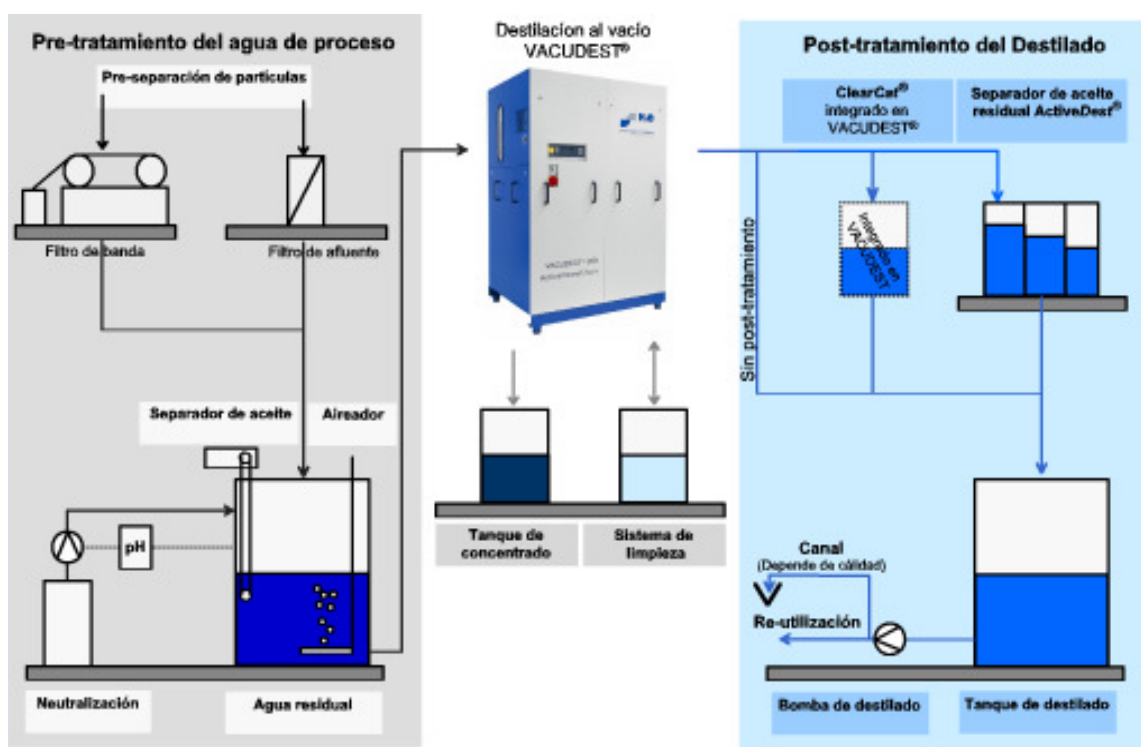 Pre-tratamiento del agua de proceso
Pre-separación de partículas
Filtro de banda
Filtro de afluente
Separador de aceite
Aireador
pH
Neutralización
Agua residual
Destilacion al vacio
VACUDEST®
VACUDEST
Tanque de
concentrado
Sistema de
limpieza
Post-tratamiento del Destilado
ClearCat®
integrado en
VACUDEST®
Separador de aceite
residual ActiveDest®
Sin post-tratamiento
integrado en
VACUDEST
Canal
(Depende de cálidad)
Re-utilización
Bomba de destilado
Tanque de destilado